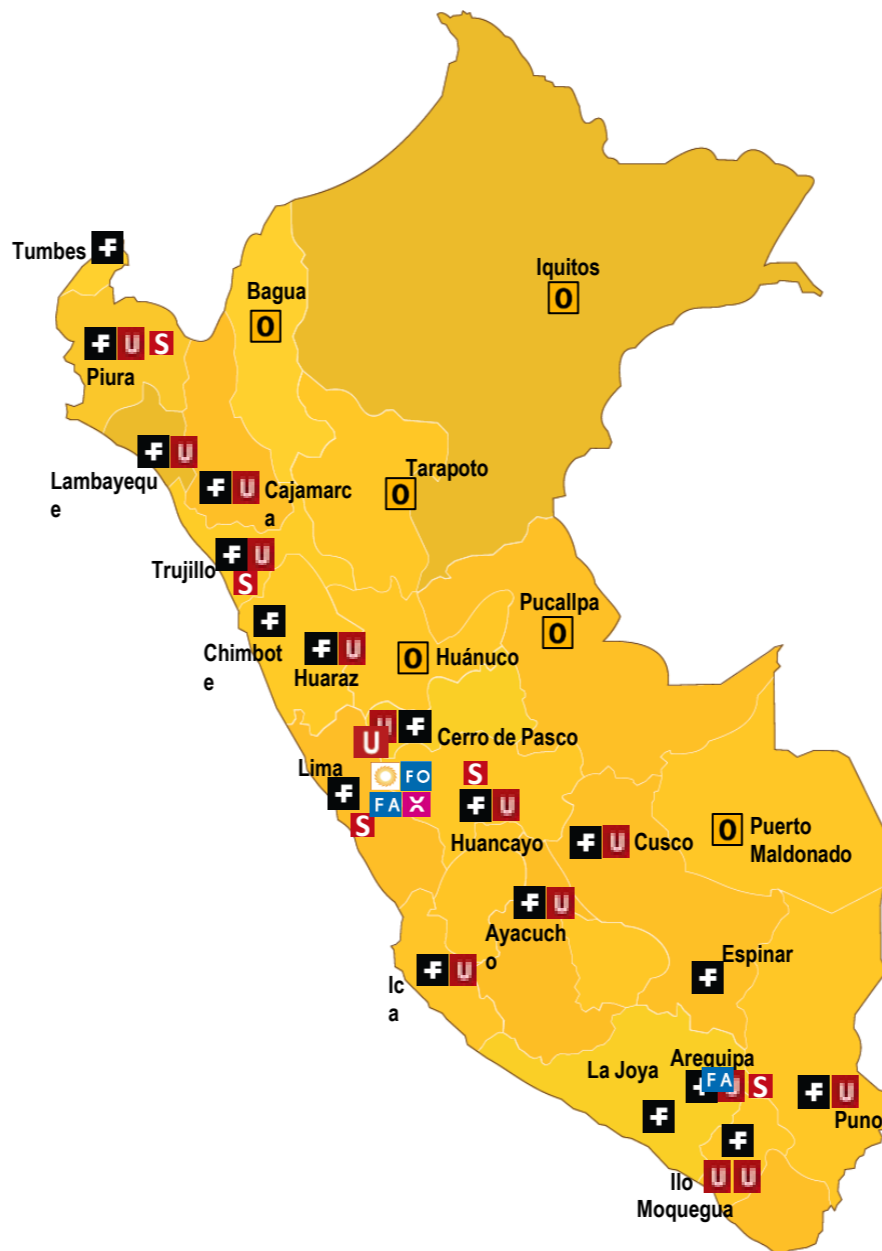 Tumbes
Iquitos
Bagua
O
O
U S
Piura
Tarapoto
U
Lambayequ
e
U
Cajamarc
a
O
U
Trujillo
S
Pucallpa
O
Chimbot
e
U
Huaraz
O
Huánuco
U
U
Cerro de Pasco
Lima
FO
S
FA
U
S
Huancayo
U
Cusco
O
Puerto
Maldonado
U
Ayacuch
o
Espinar
U
Ic
a
Arequipa
La Joya
FA
U
S
U
Puno
Ilo
U U
Moquegua